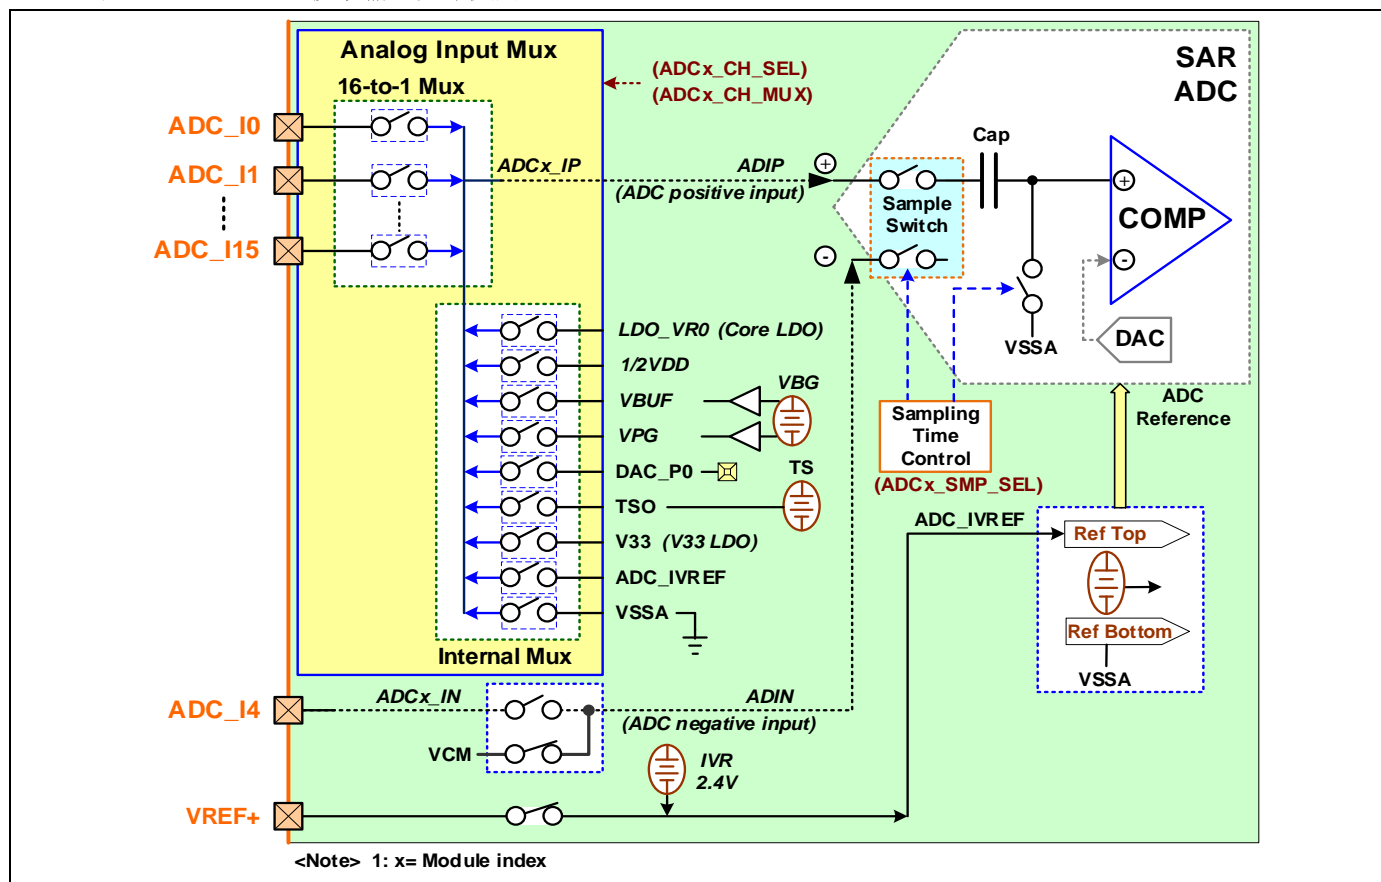 Analog Input Mux
16-to-1 Mux
(ADCx_CH_SEL)
(ADCx_CH_MUX)
SAR
ADC
ADC_I0
ADC_I1
ADC_I15
ADCx_IP
ADIP
(ADC positive input)
+
-
Sample
Switch
Cap
+
COMP
-
DAC
VSSA
LDO_VR0 (Core LDO)
1/2VDD
VBUF
VBG
VPG
DAC_P0
TS
TSO
V33 (V33 LDO)
ADC_IVREF
VSSA
Internal Mux
Sampling
Time
Control
(ADCx_SMP_SEL)
ADC
Reference
ADC_IVREF
Ref Top
Ref Bottom
VSSA
ADC_I4
ADCx_IN
ADIN
(ADC negative input)
VCM
IVR
2.4V
VREF+
<Note> 1: x= Module index